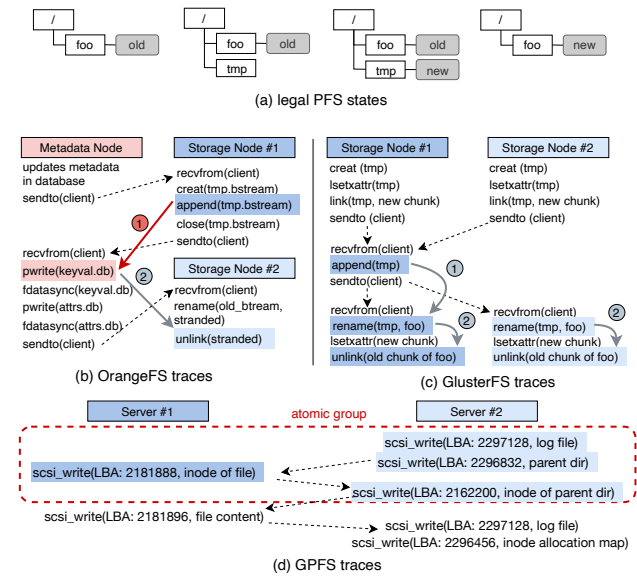 /
foo
old
/
foo
old
tmp
/
foo
old
tmp
new
/
foo
new
(a) legal PFS states
Metadata Node
updates metadata
in database
sendto(client)
recvfrom(client)
pwrite(keyval.db)
fdatasync(keyval.db)
pwrite(attrs.db)
fdatasync(attrs.db)
sendto(client)
Storage Node #1
recvfrom(client)
creat(tmp.bstream)
append(tmp.bstream)
close(tmp.bstream)
sendto(client)
1
2
Storage Node #2
recvfrom(client)
rename(old_btream,
stranded)
unlink(stranded)
(b) OrangeFS traces
Storage Node #1
creat (tmp)
lsetxattr(tmp)
link(tmp, new chunk)
sendto (client)
recvfrom(client)
append(tmp)
sendto(client)
recvfrom(client)
rename(tmp, foo)
lsetxattr(new chunk)
unlink(old chunk of foo)
1
2
Storage Node #2
creat (tmp)
lsetxattr(tmp)
link(tmp, new chunk)
sendto (client)
recvfrom(client)
rename(tmp, foo)
lsetxattr(new chunk)
unlink(old chunk of foo)
2
(c) GlusterFS traces
Server #1
atomic group
Server #2
scsi_write(LBA: 2297128, log file)
scsi_write(LBA: 2296832, parent dir)
scsi_write(LBA: 2181888, inode of file)
scsi_write(LBA: 2162200, inode of parent dir)
scsi_write(LBA: 2181896, file content)
scsi_write(LBA: 2297128, log file)
scsi_write(LBA: 2296456, inode allocation map)
(d) GPFS traces